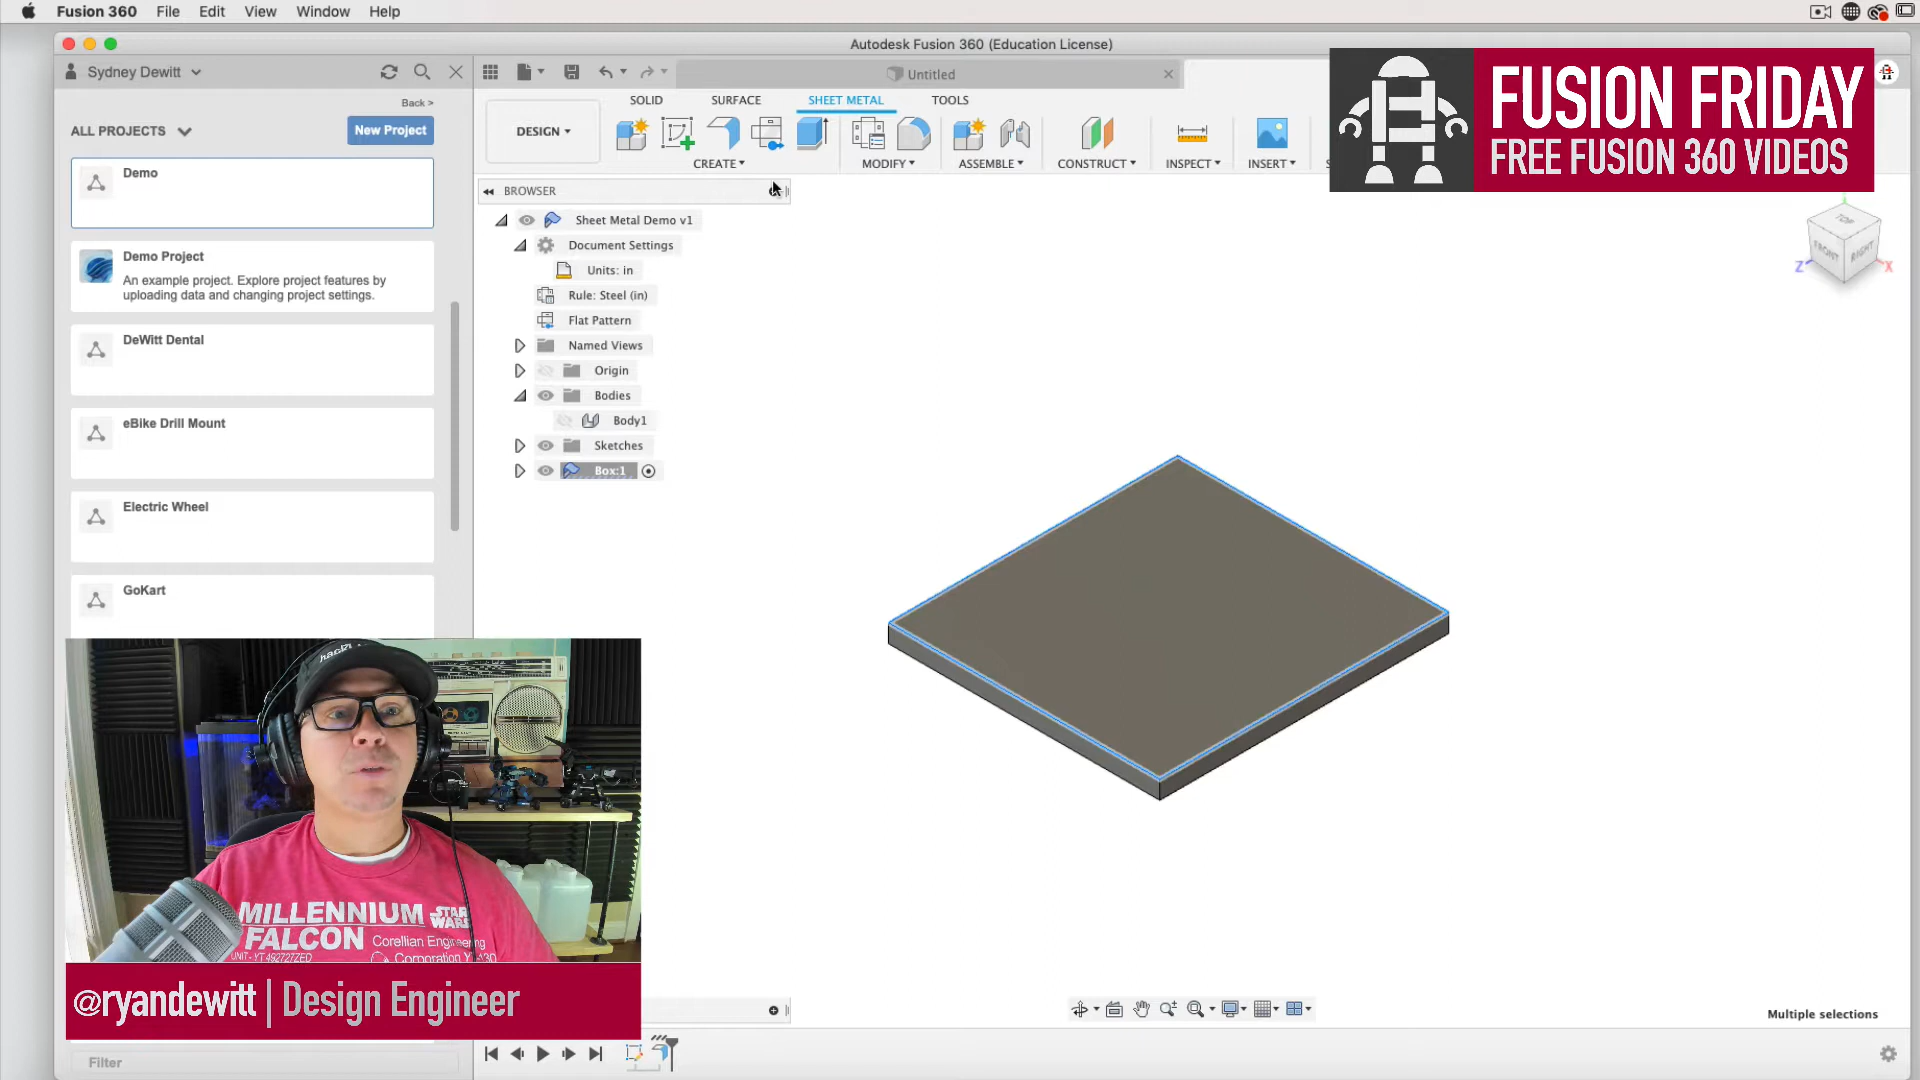 Fusion 360 File Edit View Window Help
Autodesk Fusion 360 (Education License)
Sydney Dewitt
Untitled
Back >
ALL PROJECTS
New Project
Demo
Demo Project
An example project. Explore project features by
uploading data and changing project settings.
DeWitt Dental
eBike Drill Mount
Electric Wheel
GoKart
Filter
SOLID SURFACE SHEET METAL TOOLS
DESIGN
CREATE MODIFY ASSEMBLE CONSTRUCT INSPECT INSERT
BROWSER
Sheet Metal Demo v1
Document Settings
Units: in
Rule: Steel (in)
Flat Pattern
Named Views
Origin
Bodies
Body1
Sketches
Box:1
FUSION FRIDAY
FREE FUSION 360 VIDEOS
TOP
FRONT RIGHT
Z X
MILLENNIUM STAR WARS
FALCON Corellian Engineering
Corporation
@ryandewitt | Design Engineer
Multiple selections